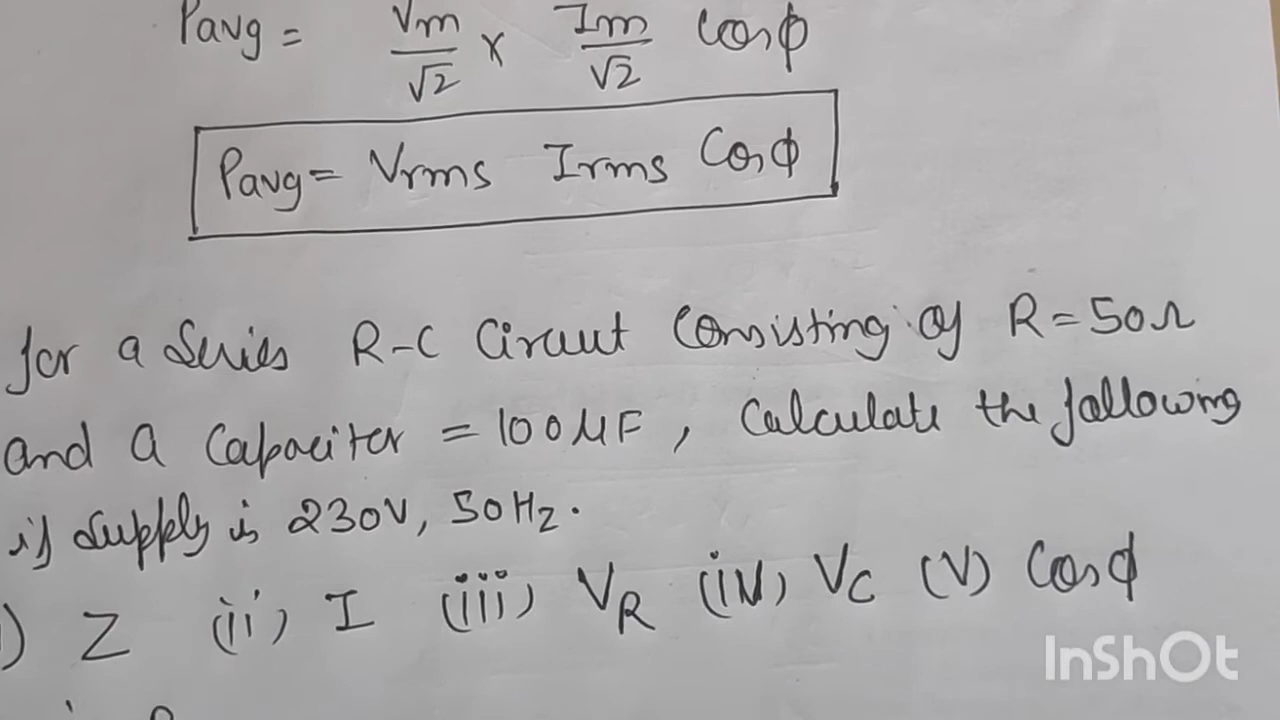 Pavg = Vm/√2 x Im/√2 Cosϕ
Pavg = Vrms Irms Cosϕ
for a Series R-C Circuit Consisting of R=50Ω
and a Capacitor = 100μF, Calculate the following
if supply is 230V, 50Hz.
) Z (ii) I (iii) VR (iv) VC (V) Cosϕ
InShOt